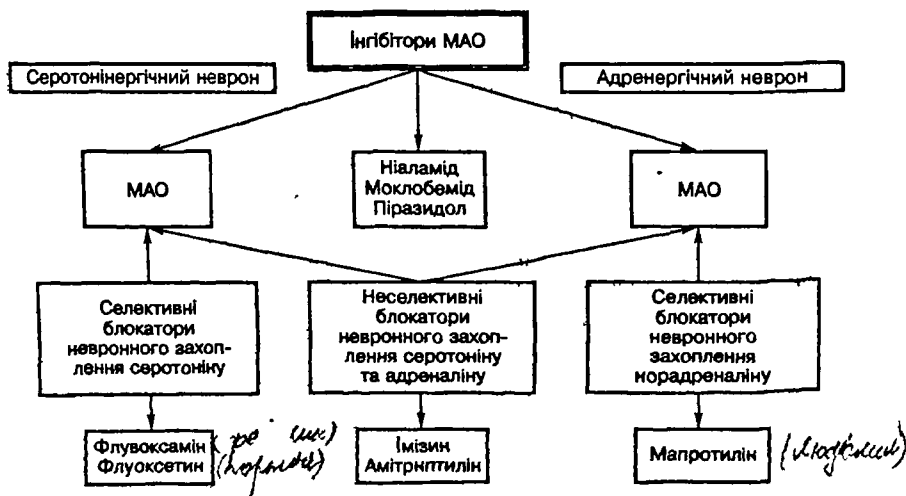 Інгібітори МАО
Серотонінергічний неврон
Адренергічний неврон
МАО
Ніаламід
Моклобемід
Піразидол
МАО
Селективні
блокатори
невронного захоп-
лення серотоніну
Неселективні
блокатори
невронного захоп-
лення серотоніну
та адреналіну
Селективні
блокатори
невронного
захоплення
норадреналіну
Флувоксамін
Флуоксетин
Імізин
Амітриптилін
Мапротилін
(Людіомил)